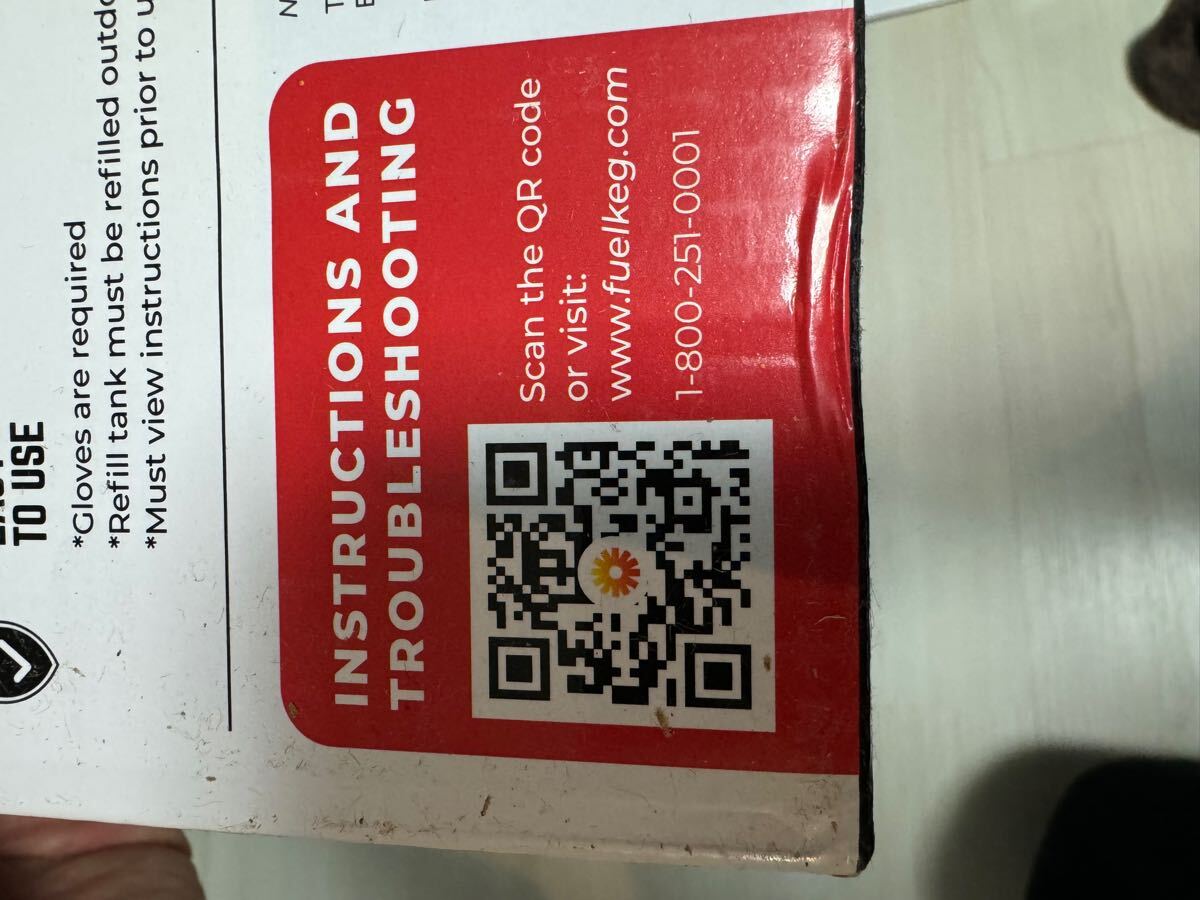 TO USE
*Gloves are required
*Refill tank must be refilled
*Must view instructions prior to
INSTRUCTIONS AND
TROUBLESHOOTING
Scan the QR code
or visit:
www.fuelkeg.com
1-800-251-0001